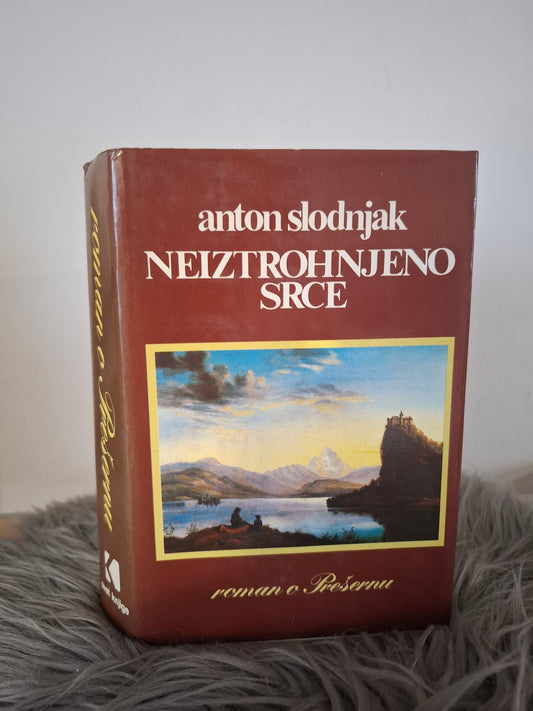 anton slodnjak
NEIZTROHNJENO
SRCE
roman o Prešernu
roman o Prešernu